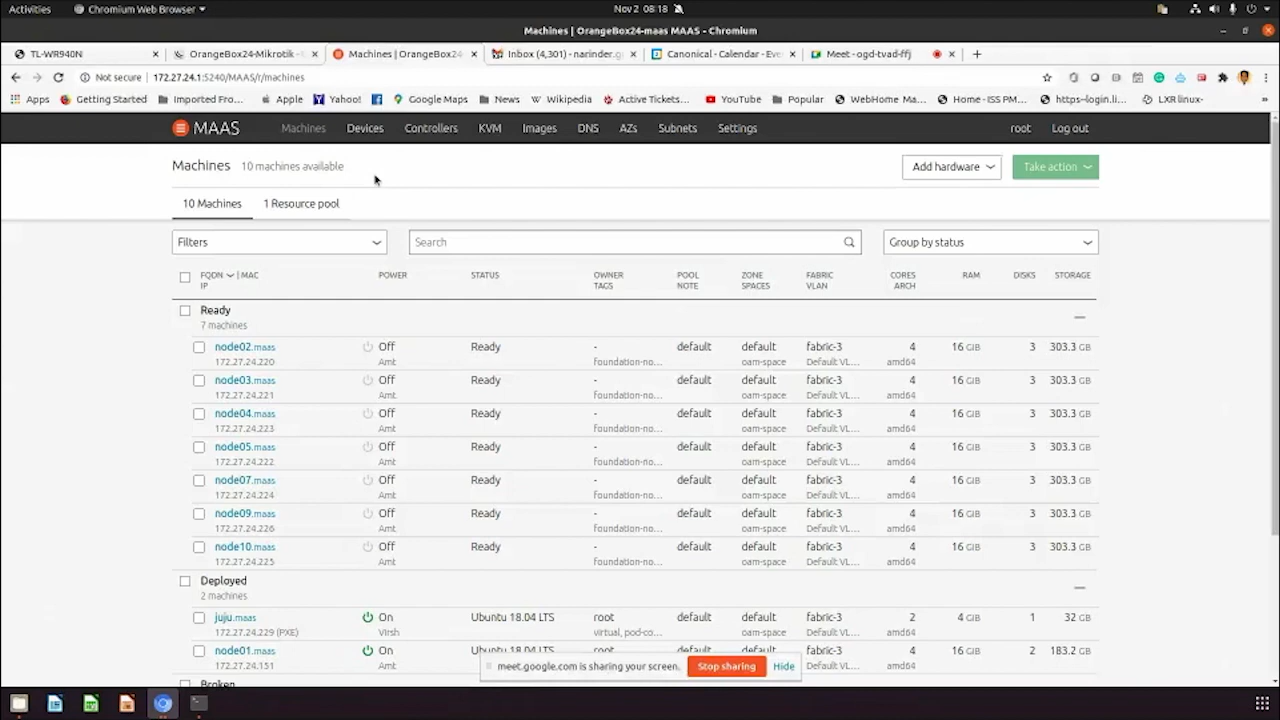 Activities Chromium Web Browser Nov 2 08:18
Machines | OrangeBox24-maas MAAS - Chromium
TL-WR940N OrangeBox24-Mikrotik - Machines | OrangeBox24- Inbox (4,301) - narinder.g Canonical - Calendar - Eve Meet - ogd-tvad-ffj
Not secure 172.27.24.1:5240/MAAS/r/machines
Apps Getting Started Imported Fro... Apple Yahoo! Google Maps News Wikipedia Active Tickets... YouTube Popular WebHome Ma... Home - ISS PM... https--login.li... LXR linux-
MAAS Machines Devices Controllers KVM Images DNS AZs Subnets Settings root Log out
Machines 10 machines available Add hardware Take action
10 Machines 1 Resource pool
Filters Search Group by status
FQDN | MAC POWER STATUS OWNER POOL ZONE FABRIC CORES RAM DISKS STORAGE
IP TAGS NOTE SPACES VLAN ARCH
Ready
7 machines
node02.maas Off Ready - default default fabric-3 4 16 GiB 3 303.3 GB
172.27.24.220 Amt foundation-no... oam-space Default VL... amd64
node03.maas Off Ready - default default fabric-3 4 16 GiB 3 303.3 GB
172.27.24.221 Amt foundation-no... oam-space Default VL... amd64
node04.maas Off Ready - default default fabric-3 4 16 GiB 3 303.3 GB
172.27.24.223 Amt foundation-no... oam-space Default VL... amd64
node05.maas Off Ready - default default fabric-3 4 16 GiB 3 303.3 GB
172.27.24.222 Amt foundation-no... oam-space Default VL... amd64
node07.maas Off Ready - default default fabric-3 4 16 GiB 3 303.3 GB
172.27.24.224 Amt foundation-no... oam-space Default VL... amd64
node09.maas Off Ready - default default fabric-3 4 16 GiB 3 303.3 GB
172.27.24.226 Amt foundation-no... oam-space Default VL... amd64
node10.maas Off Ready - default default fabric-3 4 16 GiB 3 303.3 GB
172.27.24.225 Amt foundation-no... oam-space Default VL... amd64
Deployed
2 machines
juju.maas On Ubuntu 18.04 LTS root default default fabric-3 2 4 GiB 1 32 GB
172.27.24.229 (PXE) Virsh virtual, pod-co... oam-space Default VL... amd64
node01.maas On Ubuntu 18.04 LTS root default default fabric-3 4 16 GiB 2 183.2 GB
172.27.24.151 Amt Default VL... amd64
meet.google.com is sharing your screen. Stop sharing Hide
Broken